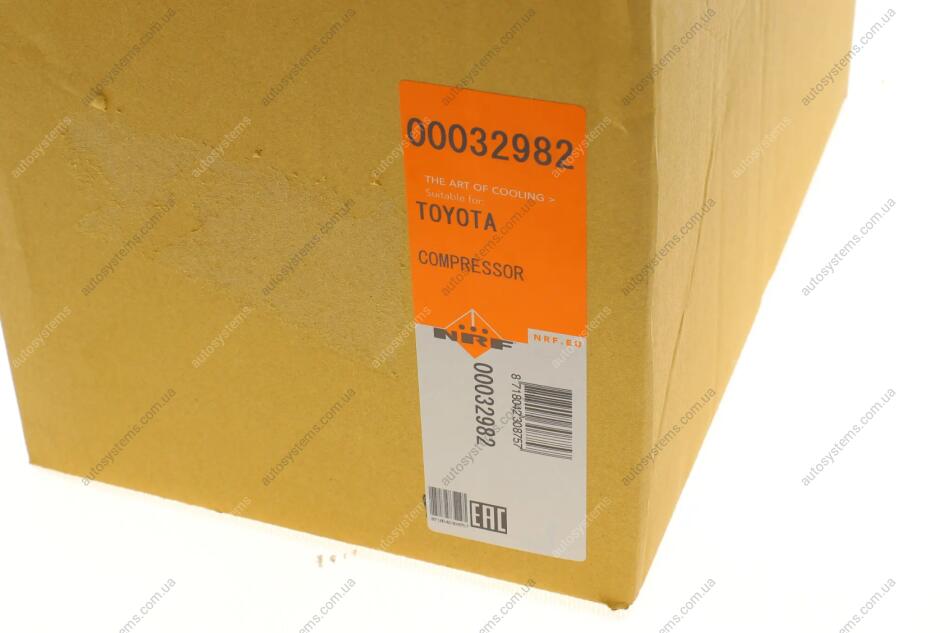 00032982
THE ART OF COOLING >
Suitable for:
TOYOTA
COMPRESSOR
NRF
NRF.EU
00032982
8718042308757
EAC
autosystems.com.ua